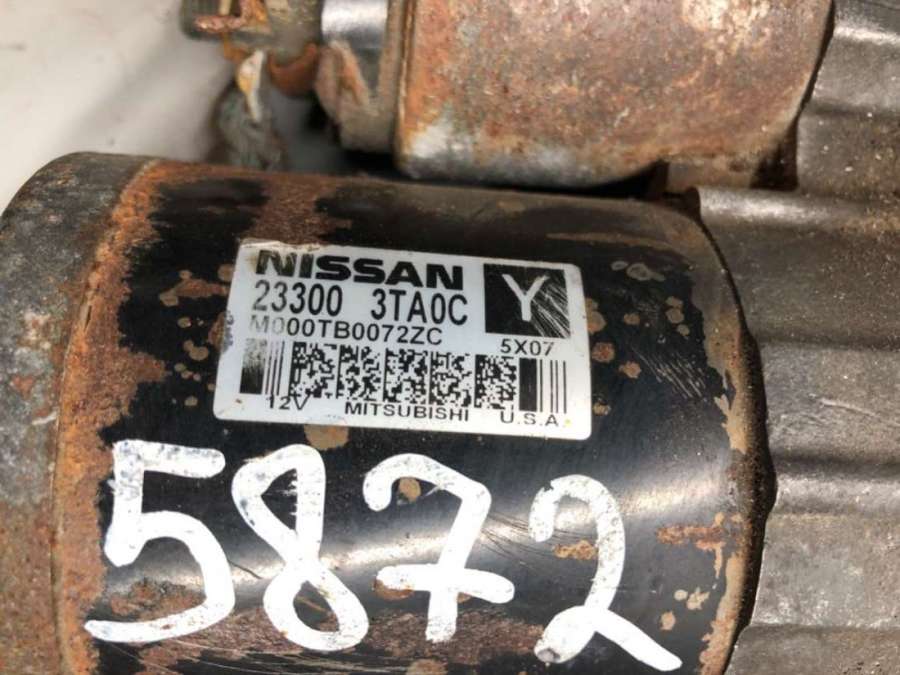 NISSAN
23300 3TA0C Y
M000TB0072ZC 5X07
12V MITSUBISHI U.S.A.
5872